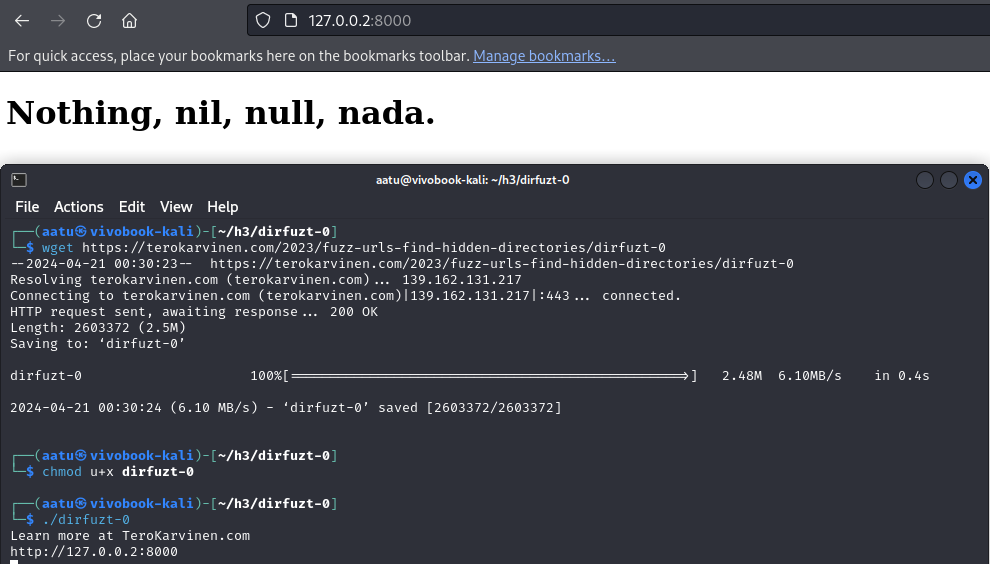 127.0.0.2:8000
For quick access, place your bookmarks here on the bookmarks toolbar. Manage bookmarks…
Nothing, nil, null, nada.
aatu@vivobook-kali: ~/h3/dirfuzt-0
File Actions Edit View Help
┌──(aatu㉿vivobook-kali)-[~/h3/dirfuzt-0]
└─$ wget https://terokarvinen.com/2023/fuzz-urls-find-hidden-directories/dirfuzt-0
--2024-04-21 00:30:23--  https://terokarvinen.com/2023/fuzz-urls-find-hidden-directories/dirfuzt-0
Resolving terokarvinen.com (terokarvinen.com)... 139.162.131.217
Connecting to terokarvinen.com (terokarvinen.com)|139.162.131.217|:443... connected.
HTTP request sent, awaiting response... 200 OK
Length: 2603372 (2.5M)
Saving to: ‘dirfuzt-0’
dirfuzt-0 100%[=================================================>] 2.48M 6.10MB/s in 0.4s
2024-04-21 00:30:24 (6.10 MB/s) - ‘dirfuzt-0’ saved [2603372/2603372]
┌──(aatu㉿vivobook-kali)-[~/h3/dirfuzt-0]
└─$ chmod u+x dirfuzt-0
┌──(aatu㉿vivobook-kali)-[~/h3/dirfuzt-0]
└─$ ./dirfuzt-0
Learn more at TeroKarvinen.com
http://127.0.0.2:8000